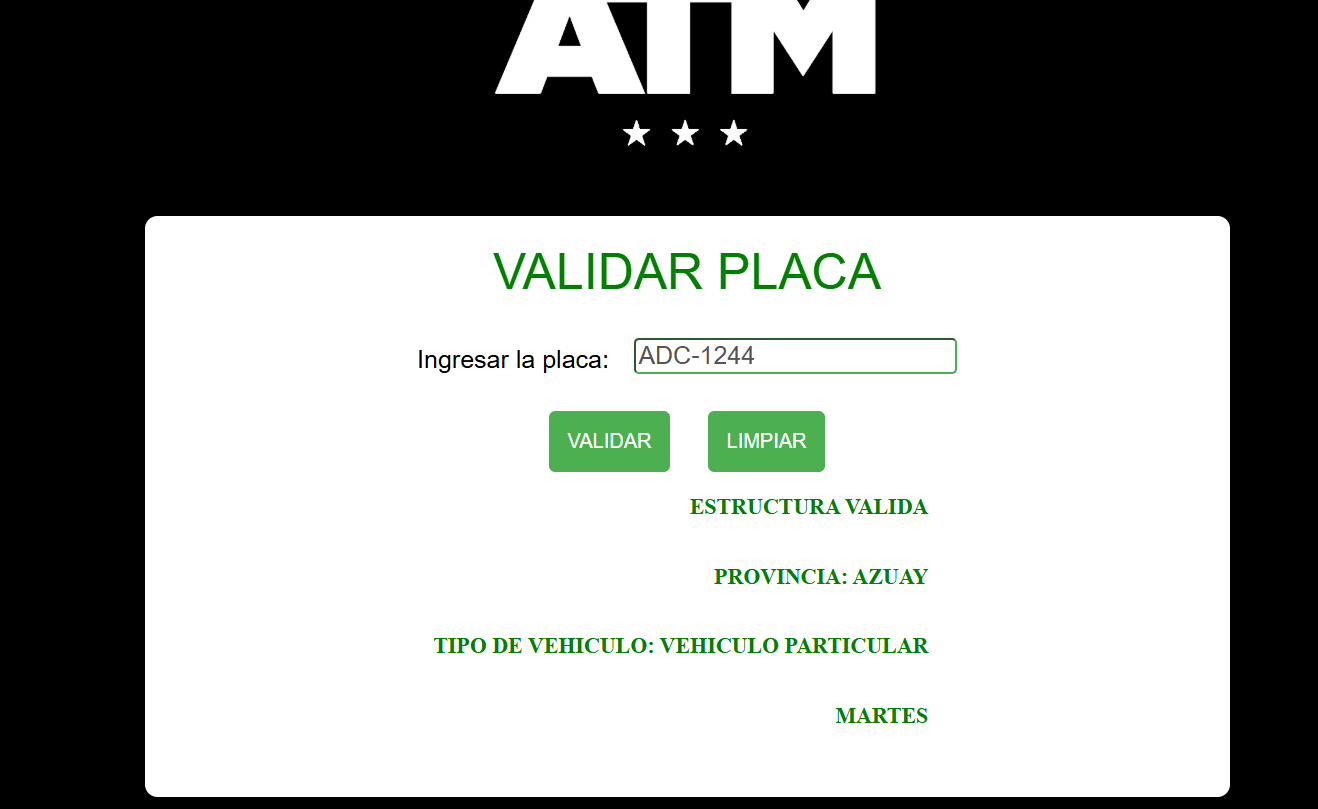 ATM
VALIDAR PLACA
Ingresar la placa: ADC-1244
VALIDAR LIMPIAR
ESTRUCTURA VALIDA
PROVINCIA: AZUAY
TIPO DE VEHICULO: VEHICULO PARTICULAR
MARTES